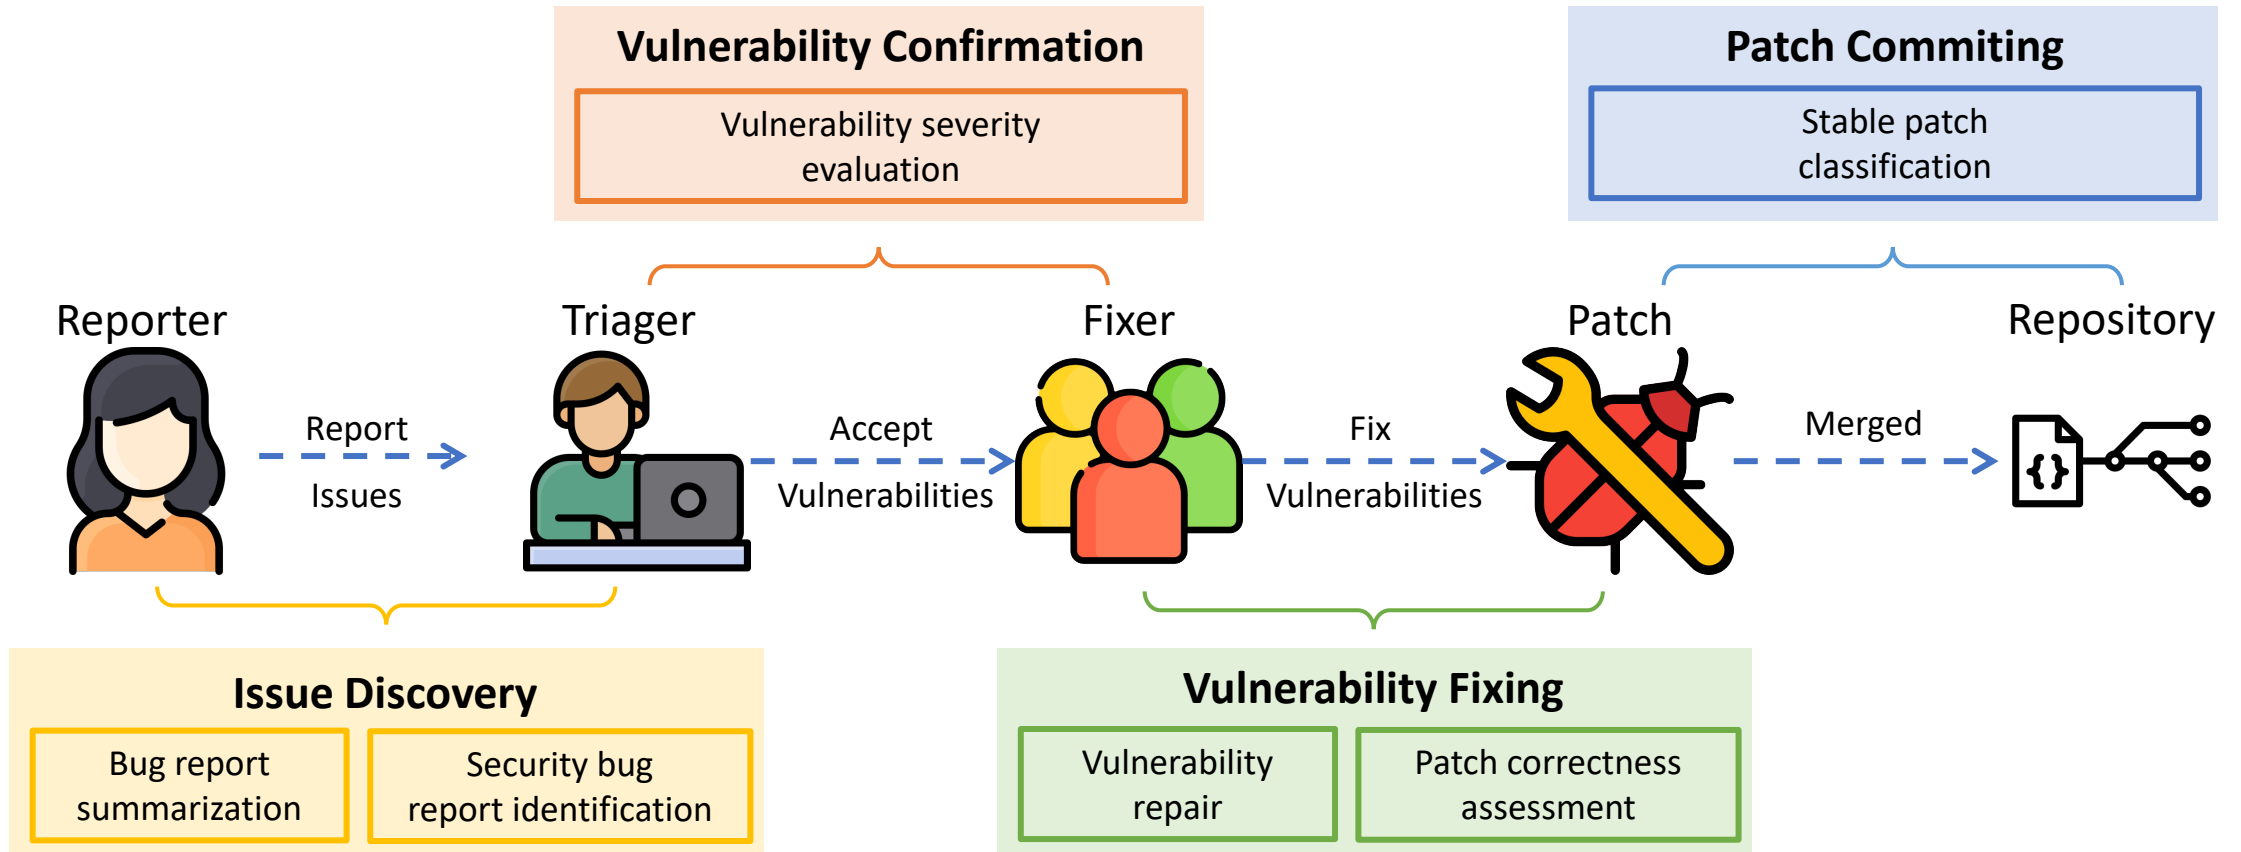 Vulnerability Confirmation
Vulnerability severity
evaluation
Patch Commiting
Stable patch
classification
Reporter
Triager
Fixer
Patch
Repository
Report
Issues
Accept
Vulnerabilities
Fix
Vulnerabilities
Merged
{}
Issue Discovery
Bug report
summarization
Security bug
report identification
Vulnerability Fixing
Vulnerability
repair
Patch correctness
assessment